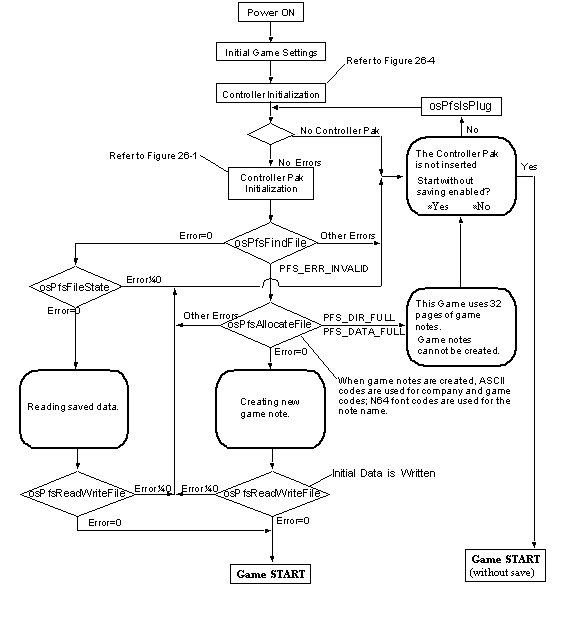 Power ON
Initial Game Settings
Refer to Figure 26-4
Controller Initialization
osPfsIsPlug
No Controller Pak
No
Refer to Figure 26-1
No Errors
The Controller Pak
is not inserted
Start without
saving enabled?
*Yes *No
Yes
Controller Pak
Initialization
Error=0
osPfsFindFile
Other Errors
PFS_ERR_INVALID
osPfsFileState
Error¼0
Error=0
This Game uses 32
pages of game
notes.
Game notes
cannot be created.
Other Errors
osPfsAllocateFile
PFS_DIR_FULL
PFS_DATA_FULL
Error=0
When game notes are created, ASCII
codes are used for company and game
codes; N64 font codes are used for the
note name.
Reading saved data.
Creating new
game note.
Initial Data is Written
osPfsReadWriteFile
Error¼0
Error¼0
osPfsReadWriteFile
Error=0
Error=0
Game START
Game START
(without save)